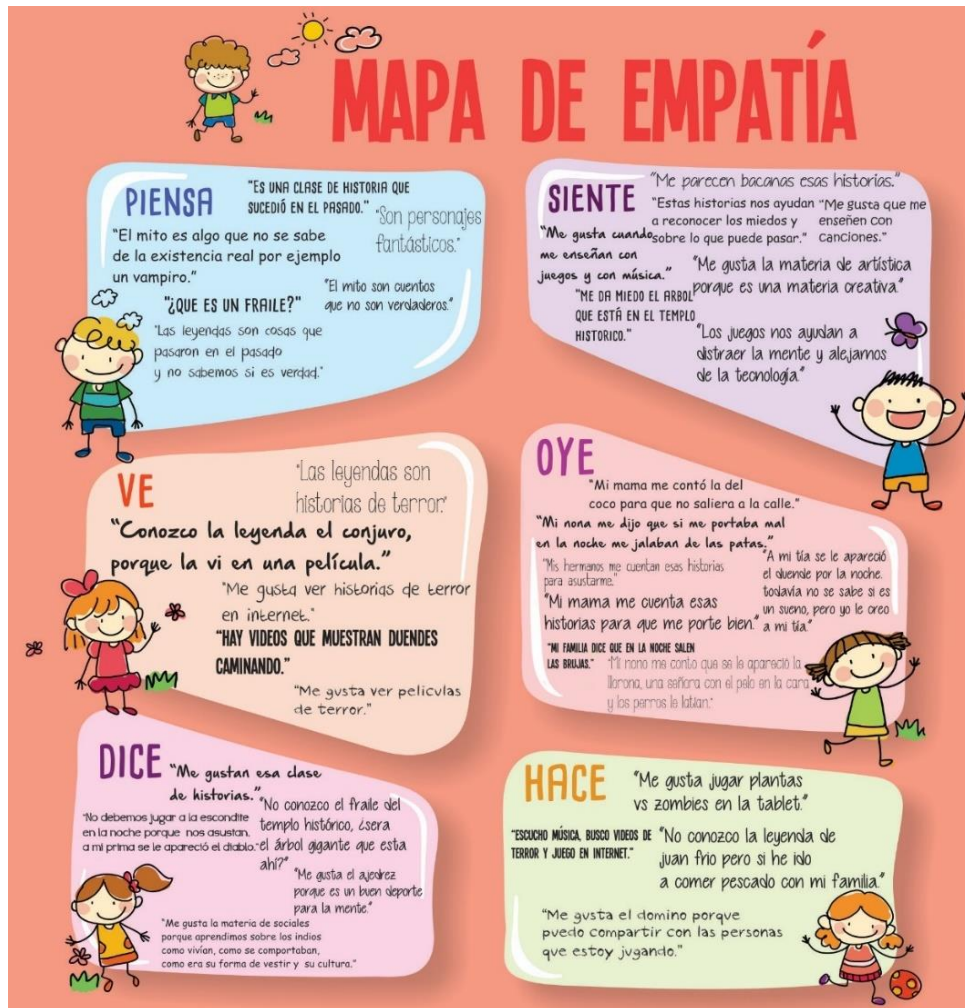 MAPA DE EMPATÍA
PIENSA
"ES UNA CLASE DE HISTORIA QUE
SUCEDIÓ EN EL PASADO."
"Son personajes
fantásticos."
"El mito es algo que no se sabe
de la existencia real por ejemplo
un vampiro."
"¿QUE ES UN FRAILE?"
"El mito son cuentos
que no son verdaderos."
"Las leyendas son cosas que
pasaron en el pasado
y no sabemos si es verdad."
SIENTE
"Me parecen bacanas esas historias."
"Estas historias nos ayudan
a reconocer los miedos y
sobre lo que puede pasar."
"Me gusta que me
enseñen con
canciones."
"Me gusta cuando
me enseñan con
juegos y con música."
"Me gusta la materia de artística
porque es una materia creativa."
"ME DA MIEDO EL ARBOL
QUE ESTÁ EN EL TEMPLO
HISTORICO."
"Los juegos nos ayudan a
distraer la mente y alejarnos
de la tecnología."
VE
"Las leyendas son
historias de terror."
"Conozco la leyenda el conjuro,
porque la vi en una película."
"Me gusta ver historias de terror
en internet."
"HAY VIDEOS QUE MUESTRAN DUENDES
CAMINANDO."
"Me gusta ver peliculas
de terror."
OYE
"Mi mama me contó la del
coco para que no saliera a la calle."
"Mi nona me dijo que si me portaba mal
en la noche me jalaban de las patas."
"Mis hermanos me cuentan esas historias
para asustarme."
"A mi tía se le apareció
el duende por la noche.
todavía no se sabe si es
un sueno, pero yo le creo
a mi tía."
"Mi mama me cuenta esas
historias para que me porte bien."
"MI FAMILIA DICE QUE EN LA NOCHE SALEN
LAS BRUJAS."
"Mi nono me conto que se le apareció la
llorona, una señora con el pelo en la cara
y los perros le latian."
DICE
"Me gustan esa clase
de historias."
"No debemos jugar a la escondite
en la noche porque nos asustan,
a mi prima se le apareció el diablo."
"No conozco el fraile del
templo histórico, ¿sera
el árbol gigante que esta
ahí?"
"Me gusta el ajedrez
porque es un buen deporte
para la mente."
"Me gusta la materia de sociales
porque aprendimos sobre los indios
como vivían, como se comportaban,
como era su forma de vestir y su cultura."
HACE
"Me gusta jugar plantas
vs zombies en la tablet."
"ESCUCHO MÚSICA, BUSCO VIDEOS DE
TERROR Y JUEGO EN INTERNET."
"No conozco la leyenda de
juan frio pero si he ido
a comer pescado con mi familia."
"Me gusta el domino porque
puedo compartir con las personas
que estoy jugando."